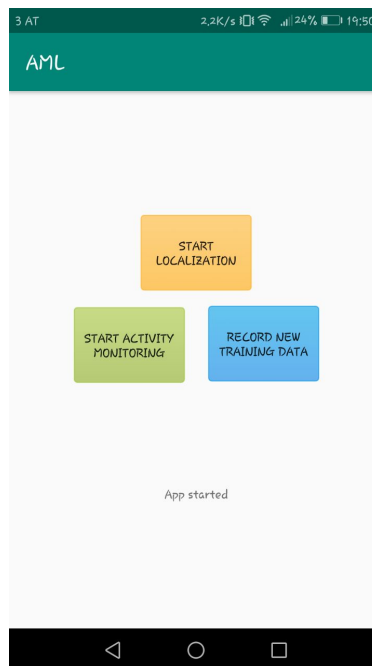 3 AT 2,2K/s 24% 19:50
AML
START
LOCALIZATION
START ACTIVITY
MONITORING
RECORD NEW
TRAINING DATA
App started